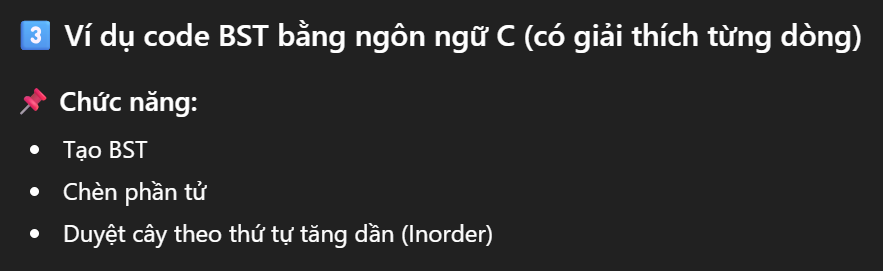 3️⃣ Ví dụ code BST bằng ngôn ngữ C (có giải thích từng dòng)
📌 Chức năng:
• Tạo BST
• Chèn phần tử
• Duyệt cây theo thứ tự tăng dần (Inorder)